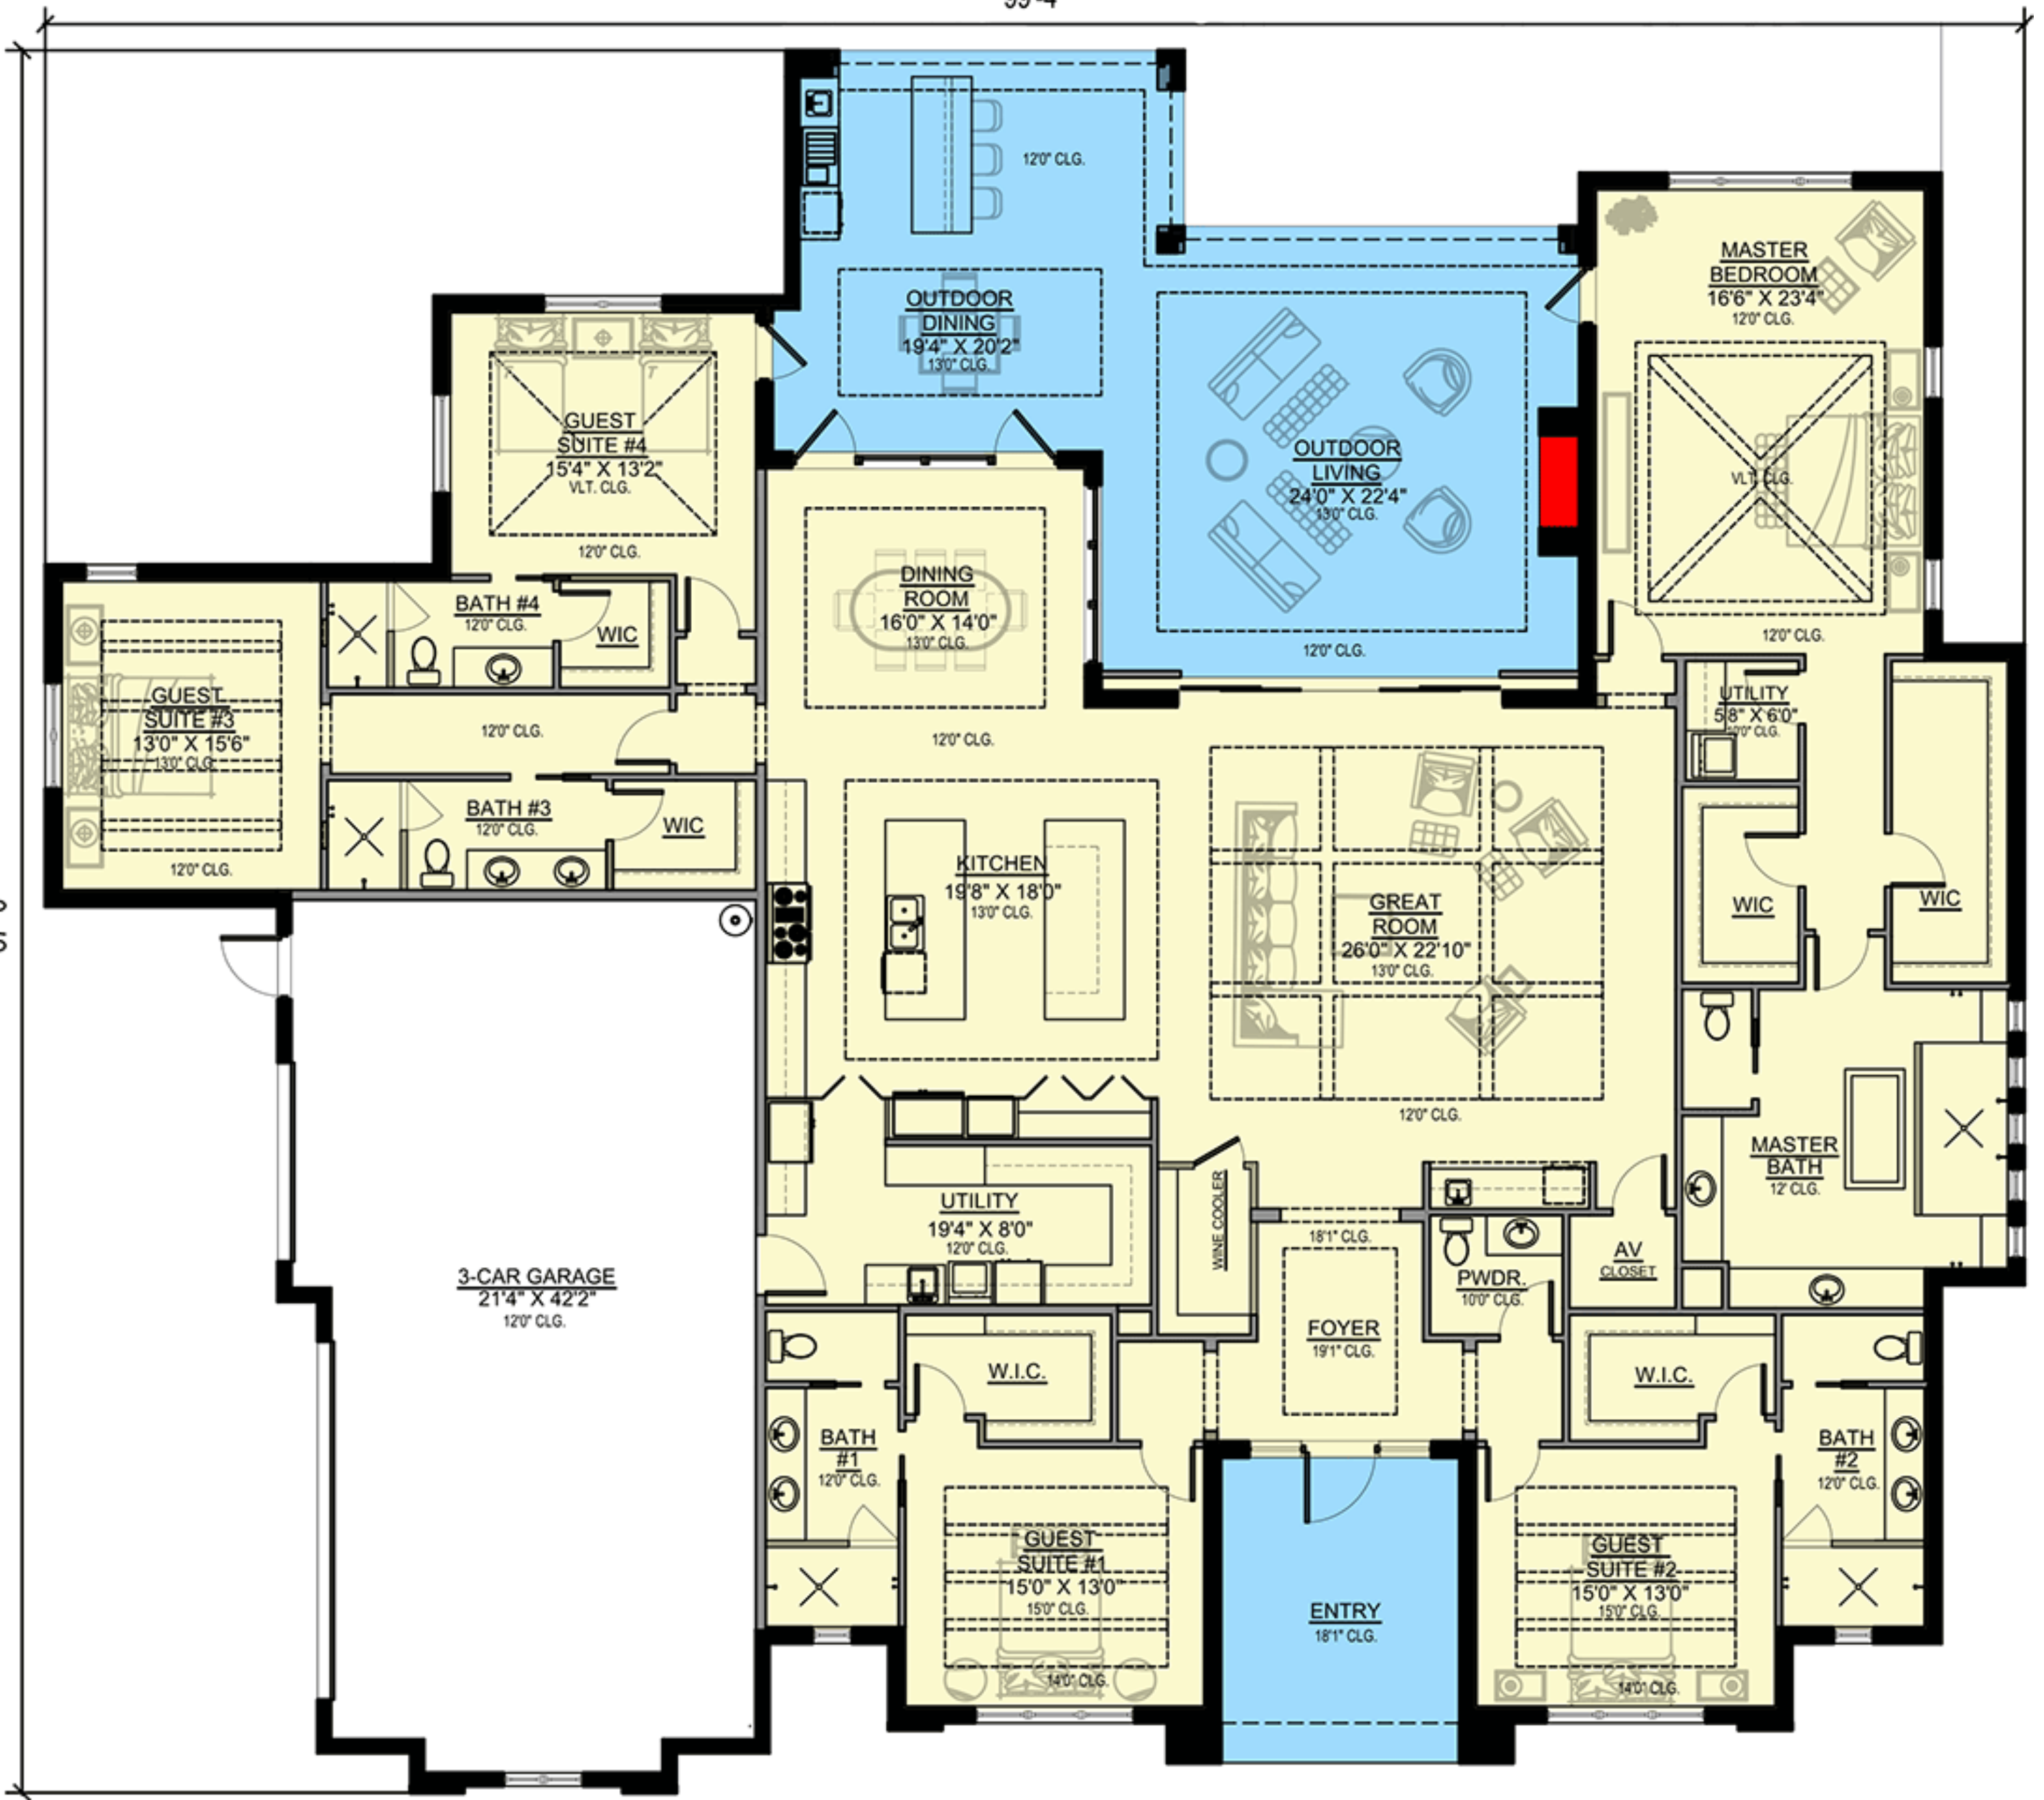 99'-4"
12'0" CLG.
OUTDOOR
DINING
19'4" X 20'2"
13'0" CLG.
MASTER
BEDROOM
16'6" X 23'4"
12'0" CLG.
VLT. CLG.
12'0" CLG.
GUEST
SUITE #4
15'4" X 13'2"
VLT. CLG.
12'0" CLG.
OUTDOOR
LIVING
24'0" X 22'4"
13'0" CLG.
12'0" CLG.
DINING
ROOM
16'0" X 14'0"
13'0" CLG.
BATH #4
12'0" CLG.
WIC
GUEST
SUITE #3
13'0" X 15'6"
13'0" CLG.
12'0" CLG.
12'0" CLG.
12'0" CLG.
UTILITY
5'8" X 6'0"
10'0" CLG.
BATH #3
12'0" CLG.
WIC
KITCHEN
19'8" X 18'0"
13'0" CLG.
GREAT
ROOM
26'0" X 22'10"
13'0" CLG.
12'0" CLG.
WIC
WIC
MASTER
BATH
12' CLG.
UTILITY
19'4" X 8'0"
12'0" CLG.
WINE COOLER
18'1" CLG.
PWDR.
10'0" CLG.
AV
CLOSET
3-CAR GARAGE
21'4" X 42'2"
12'0" CLG.
FOYER
19'1" CLG.
W.I.C.
W.I.C.
BATH
#1
12'0" CLG.
BATH
#2
12'0" CLG.
GUEST
SUITE #1
15'0" X 13'0"
15'0" CLG.
14'0" CLG.
GUEST
SUITE #2
15'0" X 13'0"
15'0" CLG.
14'0" CLG.
ENTRY
18'1" CLG.